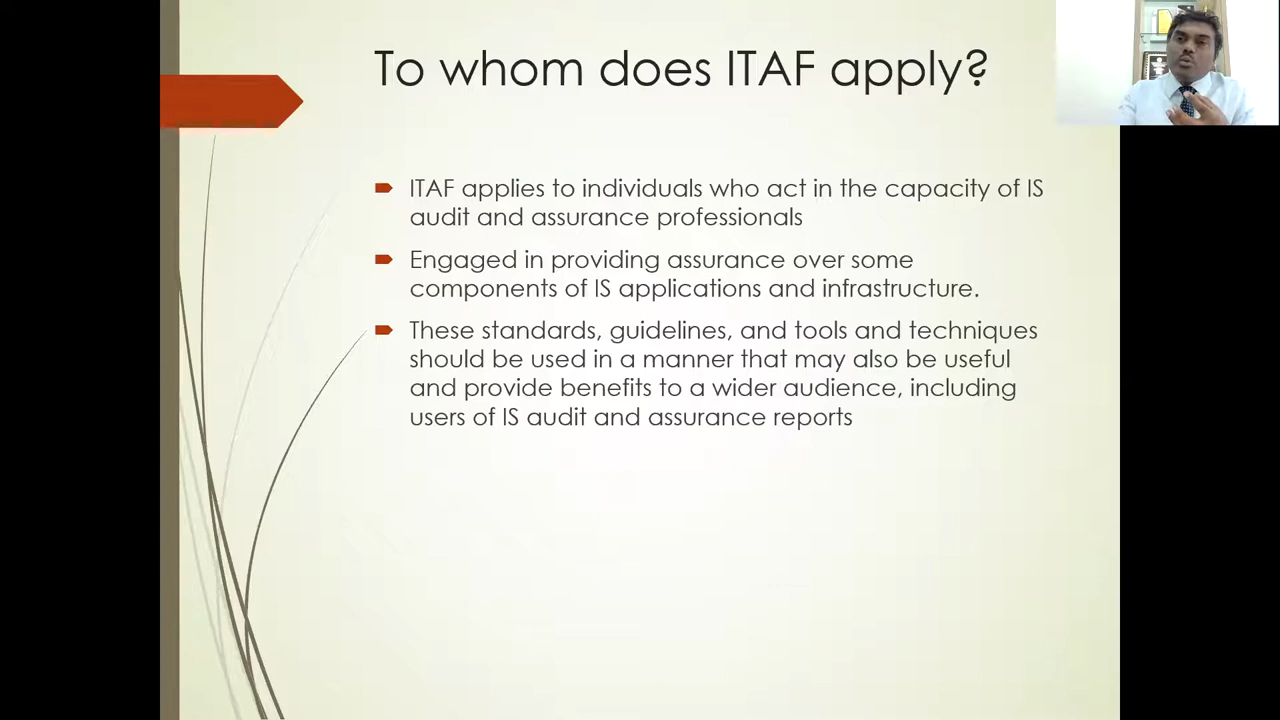 To whom does ITAF apply?
ITAF applies to individuals who act in the capacity of IS
audit and assurance professionals
Engaged in providing assurance over some
components of IS applications and infrastructure.
These standards, guidelines, and tools and techniques
should be used in a manner that may also be useful
and provide benefits to a wider audience, including
users of IS audit and assurance reports